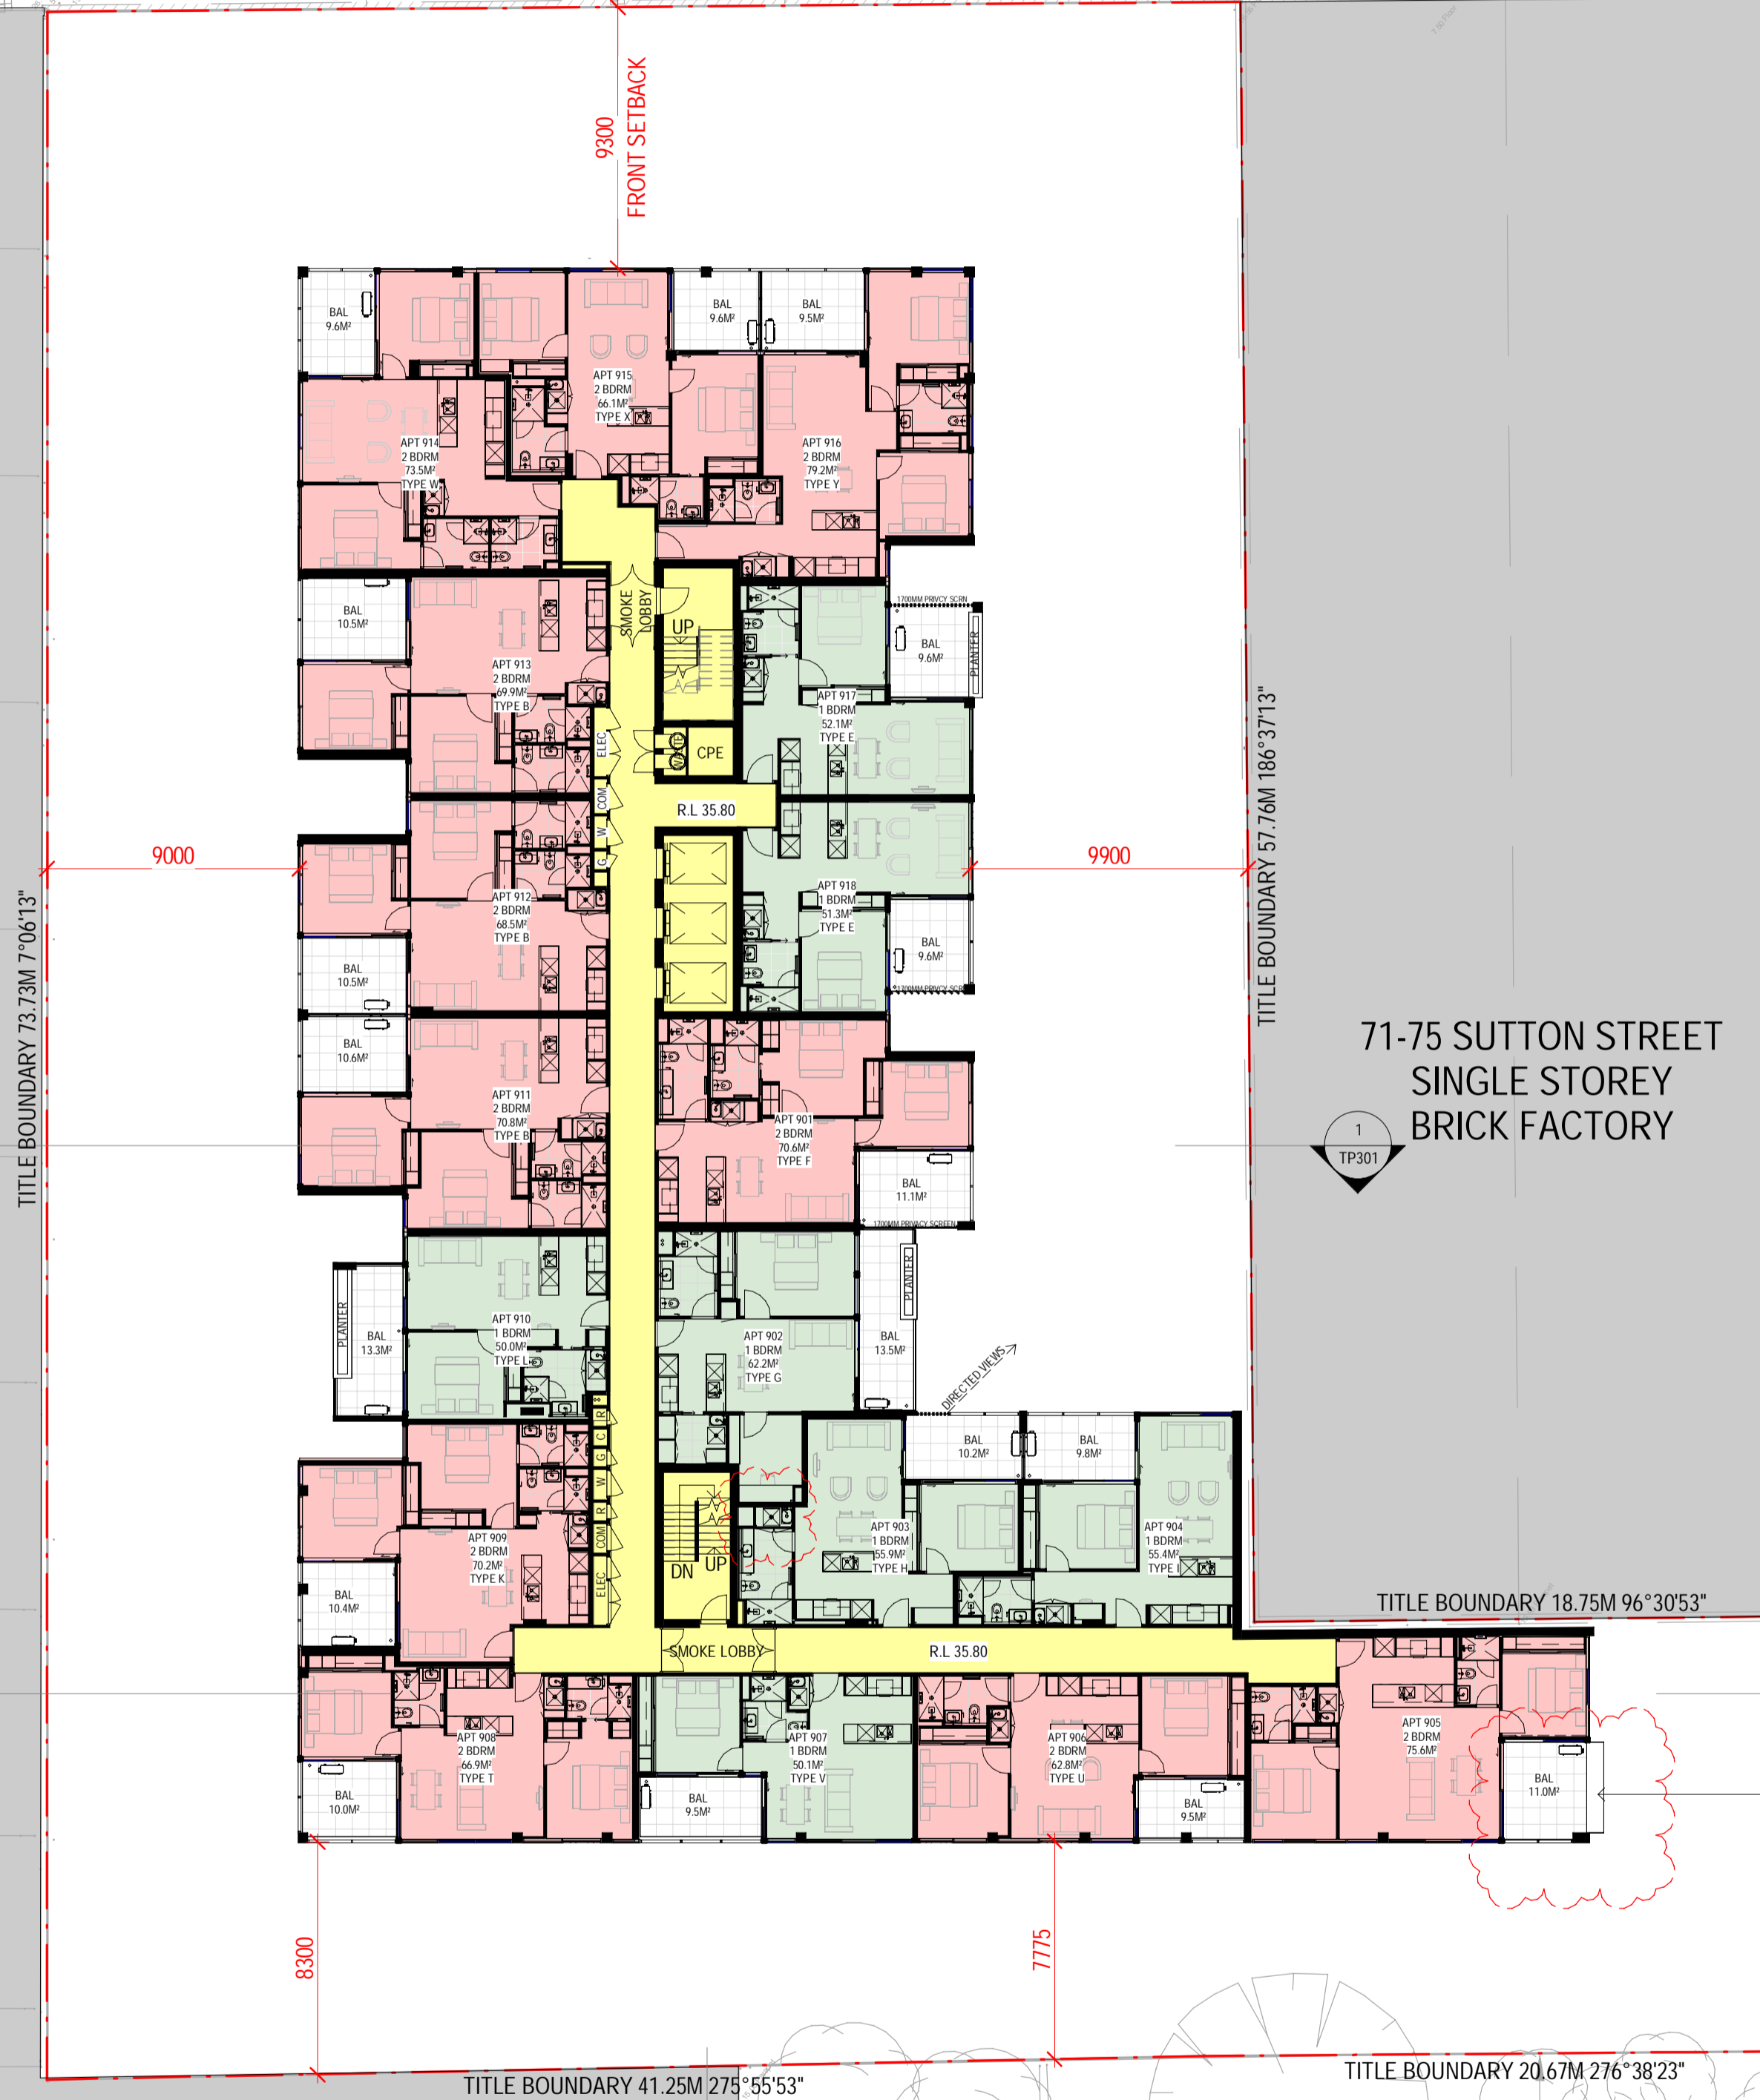 9300
FRONT SETBACK
BAL
9.6M²
BAL
9.6M²
BAL
9.5M²
APT 915
2 BDRM
66.1M²
TYPE X
APT 914
2 BDRM
73.5M²
TYPE W
APT 916
2 BDRM
79.2M²
TYPE Y
BAL
10.5M²
SMOKE
LOBBY
UP
1700MM PRIVCY SCRN
BAL
9.6M²
PLANTER
APT 913
2 BDRM
69.9M²
TYPE B
APT 917
1 BDRM
52.1M²
TYPE E
ELEC
WASTE
CPE
COM
W
G
R.L 35.80
9000
9900
TITLE BOUNDARY 73.73M 7°06'13"
TITLE BOUNDARY 57.76M 186°37'13"
APT 912
2 BDRM
68.5M²
TYPE B
APT 918
1 BDRM
51.3M²
TYPE E
BAL
10.5M²
BAL
9.6M²
1700MM PRIVCY SCR
BAL
10.6M²
71-75 SUTTON STREET
SINGLE STOREY
BRICK FACTORY
1
TP301
APT 911
2 BDRM
70.8M²
TYPE B
APT 901
2 BDRM
70.6M²
TYPE F
BAL
11.1M²
1700MM PRIVACY SCREEN
PLANTER
PLANTER
BAL
13.3M²
APT 910
1 BDRM
50.0M²
TYPE L
APT 902
1 BDRM
62.2M²
TYPE G
BAL
13.5M²
DIRECTED VIEWS
R
C
G
W
R
COM
ELEC
BAL
10.2M²
BAL
9.8M²
APT 909
2 BDRM
70.2M²
TYPE K
APT 903
1 BDRM
55.9M²
TYPE H
APT 904
1 BDRM
55.4M²
TYPE I
DN
UP
BAL
10.4M²
TITLE BOUNDARY 18.75M 96°30'53"
SMOKE LOBBY
R.L 35.80
APT 908
2 BDRM
66.9M²
TYPE T
APT 907
1 BDRM
50.1M²
TYPE V
APT 906
2 BDRM
62.8M²
TYPE U
APT 905
2 BDRM
75.6M²
BAL
10.0M²
BAL
9.5M²
BAL
9.5M²
BAL
11.0M²
8300
7775
TITLE BOUNDARY 41.25M 275°55'53"
TITLE BOUNDARY 20.67M 276°38'23"